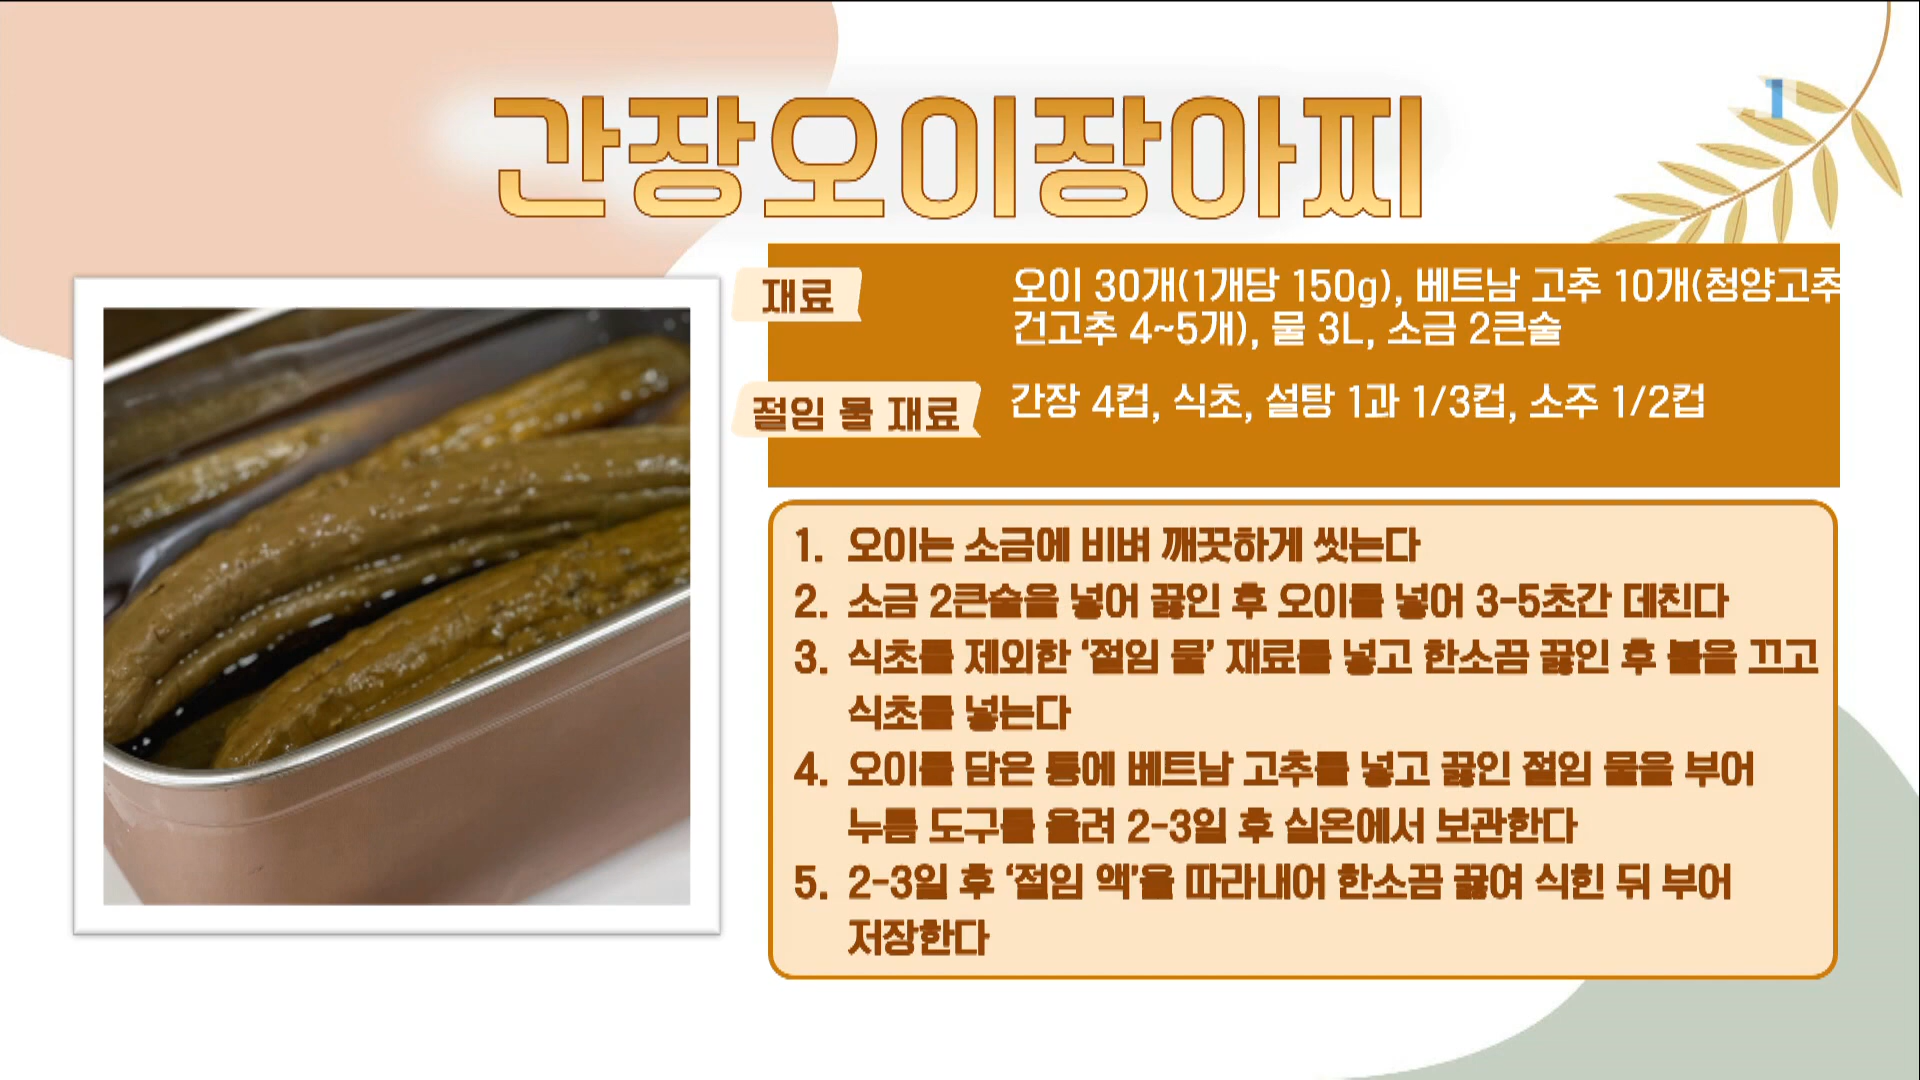 1
간장오이장아찌
재료
오이 30개(1개당 150g), 베트남 고추 10개(청양고추
건고추 4~5개), 물 3L, 소금 2큰술
절임 물 재료
간장 4컵, 식초, 설탕 1과 1/3컵, 소주 1/2컵
1. 오이는 소금에 비벼 깨끗하게 씻는다
2. 소금 2큰술을 넣어 끓인 후 오이를 넣어 3-5초간 데친다
3. 식초를 제외한 ‘절임 물’ 재료를 넣고 한소끔 끓인 후 불을 끄고
식초를 넣는다
4. 오이를 담은 통에 베트남 고추를 넣고 끓인 절임 물을 부어
누름 도구를 올려 2-3일 후 실온에서 보관한다
5. 2-3일 후 ‘절임 액’을 따라내어 한소끔 끓여 식힌 뒤 부어
저장한다